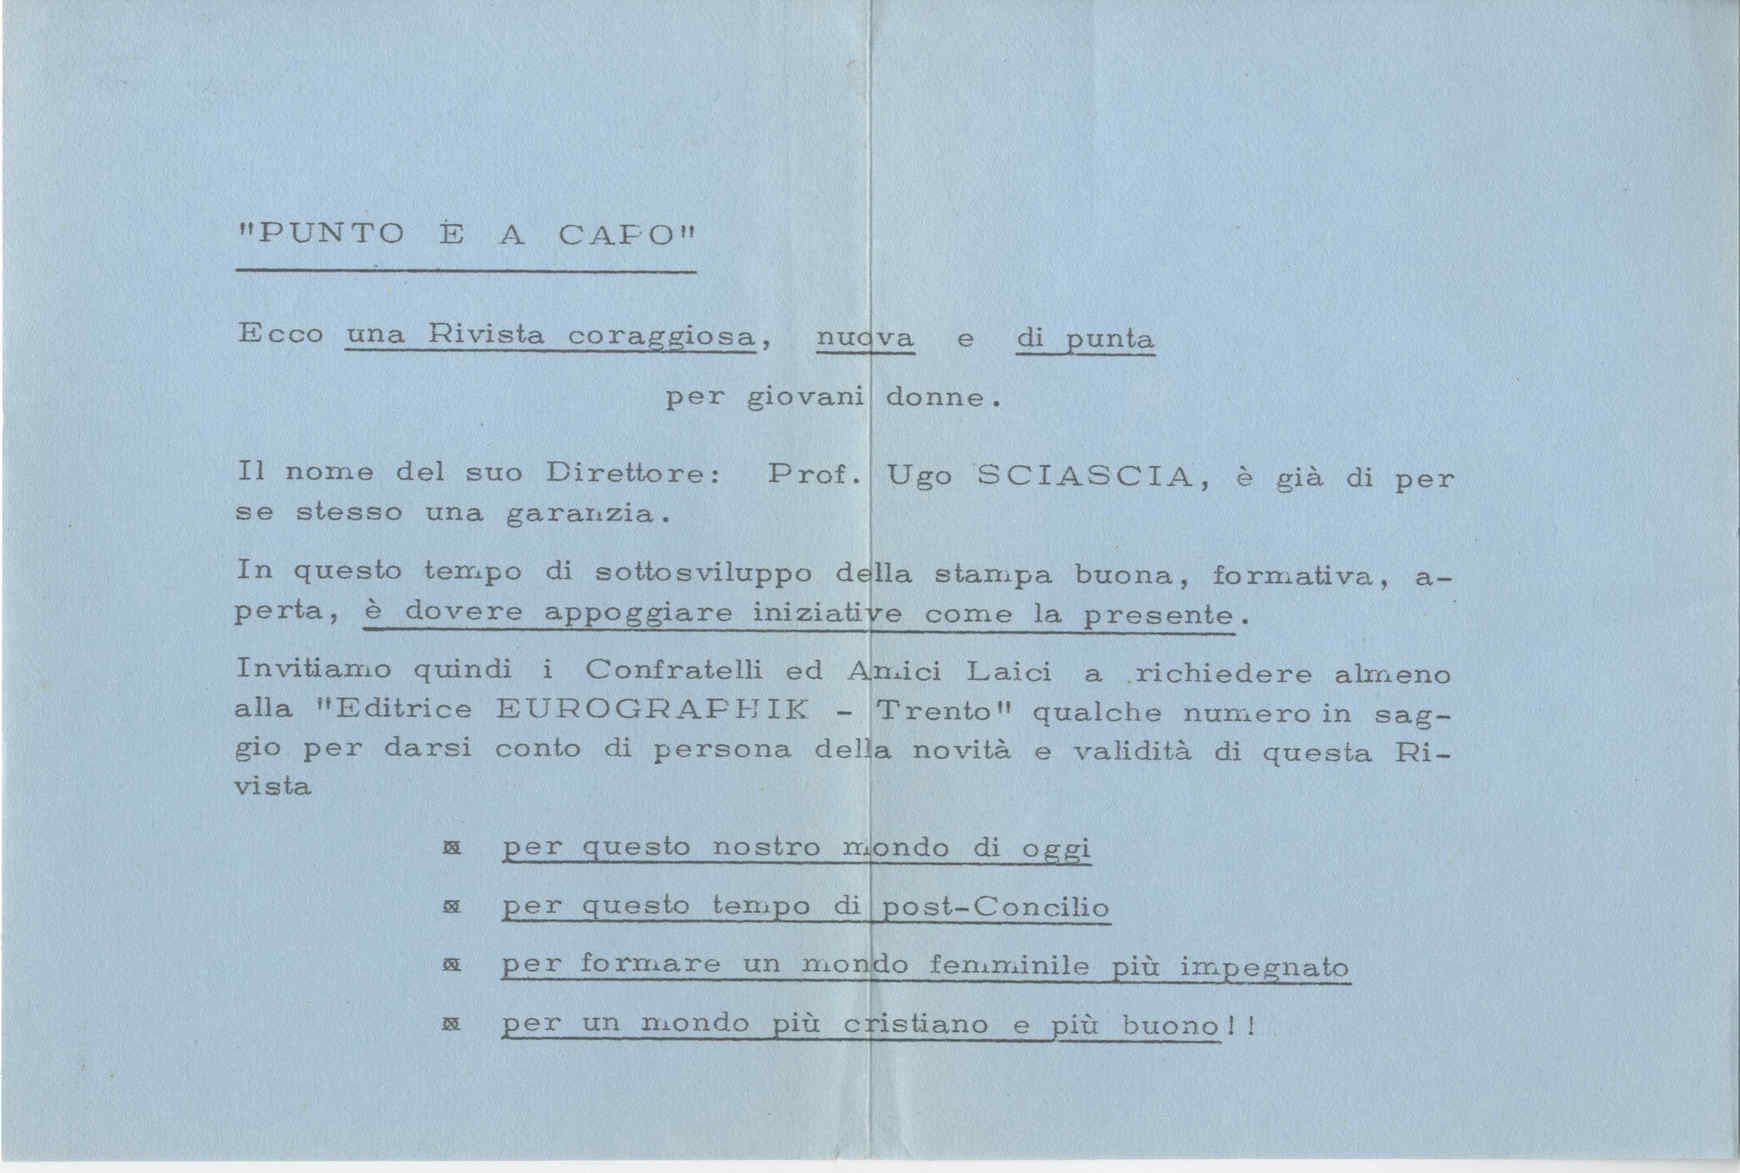 "PUNTO È A CAPO"
Ecco una Rivista coraggiosa, nuova e di punta
per giovani donne.
Il nome del suo Direttore: Prof. Ugo SCIASCIA, è già di per
se stesso una garanzia.
In questo tempo di sottosviluppo della stampa buona, formativa, a-
perta, è dovere appoggiare iniziative come la presente.
Invitiamo quindi i Confratelli ed Amici Laici a richiedere almeno
alla "Editrice EUROGRAPHIK - Trento" qualche numero in sag-
gio per darsi conto di persona della novità e validità di questa Ri-
vista
per questo nostro mondo di oggi
per questo tempo di post-Concilio
per formare un mondo femminile più impegnato
per un mondo più cristiano e più buono!!